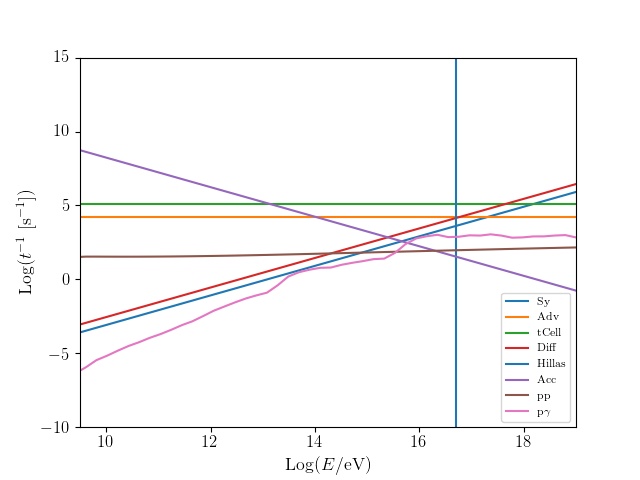 15
10
5
0
−5
−10
Log(t⁻¹ [s⁻¹])
10 12 14 16 18
Log(E/eV)
Sy
Adv
tCell
Diff
Hillas
Acc
pp
pγ